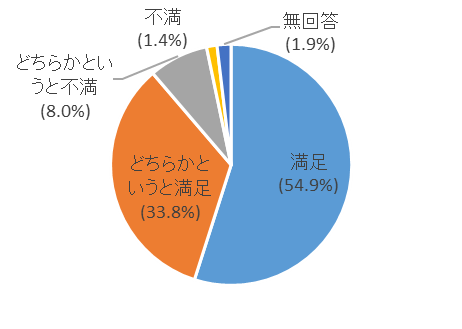 不満
(1.4%)
無回答
(1.9%)
どちらかとい
うと不満
(8.0%)
満足
(54.9%)
どちらかと
いうと満足
(33.8%)